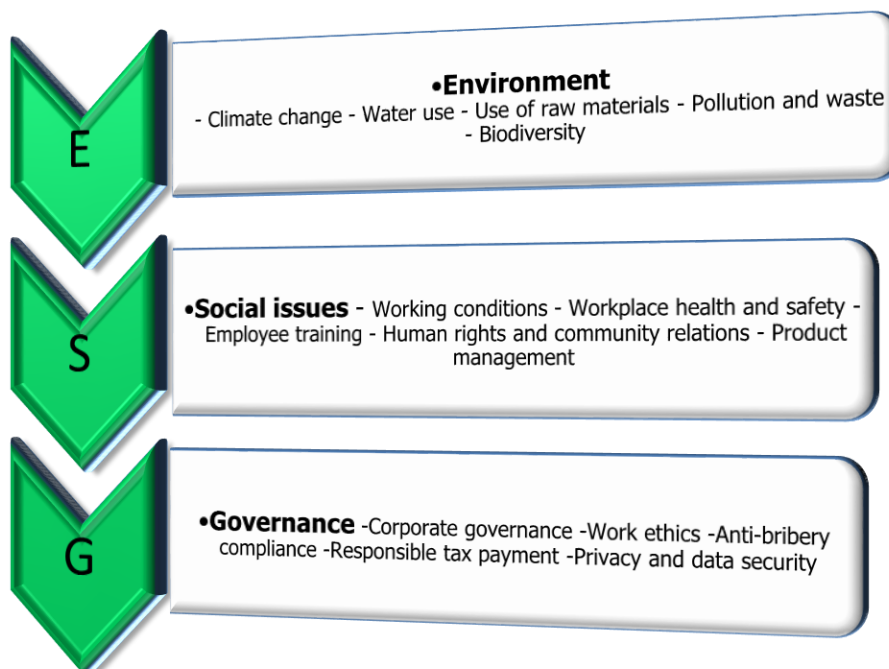 E
•Environment
- Climate change - Water use - Use of raw materials - Pollution and waste
- Biodiversity
S
•Social issues - Working conditions - Workplace health and safety -
Employee training - Human rights and community relations - Product
management
G
•Governance -Corporate governance -Work ethics -Anti-bribery
compliance -Responsible tax payment -Privacy and data security